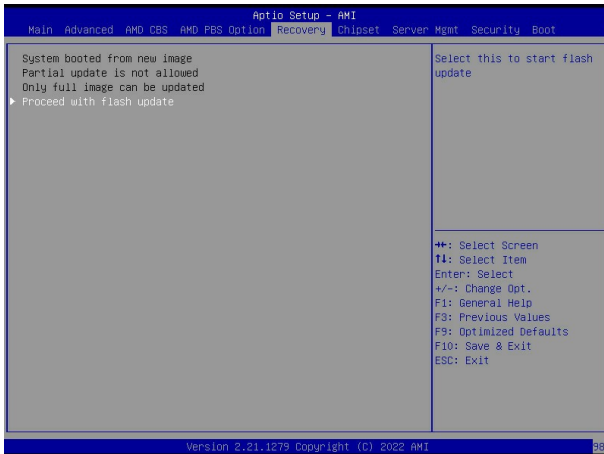 Aptio Setup – AMI
Main Advanced AMD CBS AMD PBS Option Recovery Chipset Server Mgmt Security Boot
System booted from new image
Partial update is not allowed
Only full image can be updated
Proceed with flash update
Select this to start flash
update
→←: Select Screen
↑↓: Select Item
Enter: Select
+/-: Change Opt.
F1: General Help
F3: Previous Values
F9: Optimized Defaults
F10: Save & Exit
ESC: Exit
Version 2.21.1279 Copyright (C) 2022 AMI
98